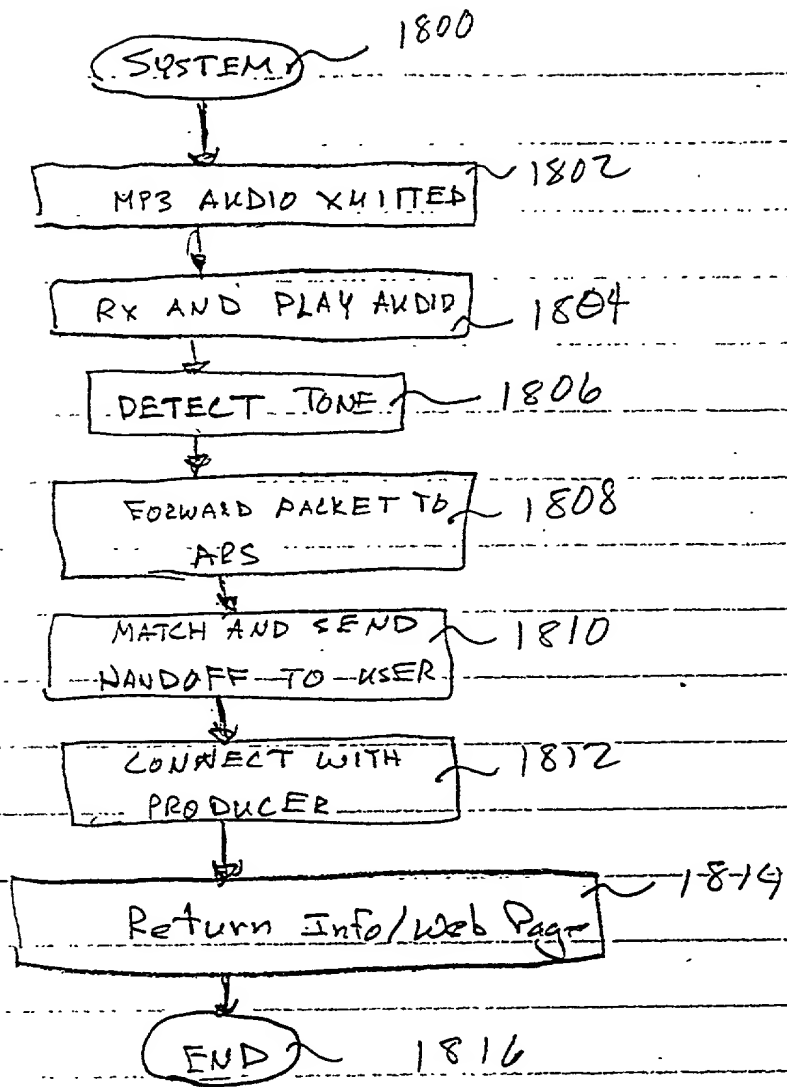 1800
SYSTEM
1802
MP3 AUDIO XMITTED
RX AND PLAY AUDIO
1804
DETECT TONE
1806
FORWARD PACKET TO
1808
ARS
MATCH AND SEND
1810
HANDOFF TO USER
CONNECT WITH
1812
PRODUCER
1814
Return Info/Web Page
END
1816